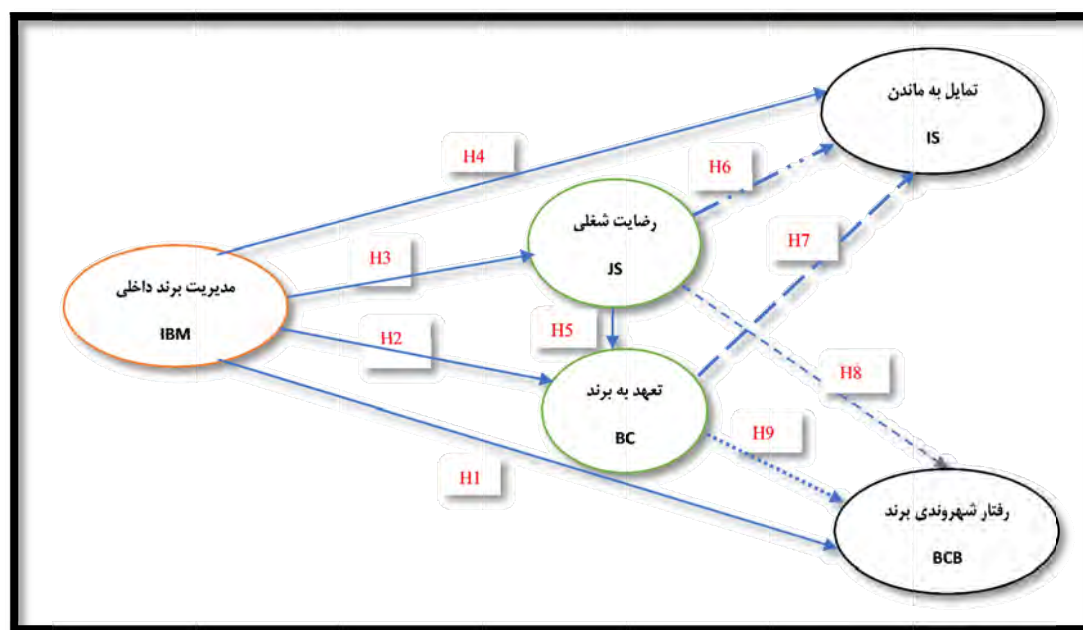 تمایل به ماندن
IS
H4
H6
رضایت شغلی
JS
H7
H3
مدیریت برند داخلی
IBM
H2
H5
تعهد به برند
BC
H8
H9
H1
رفتار شهروندی برند
BCB